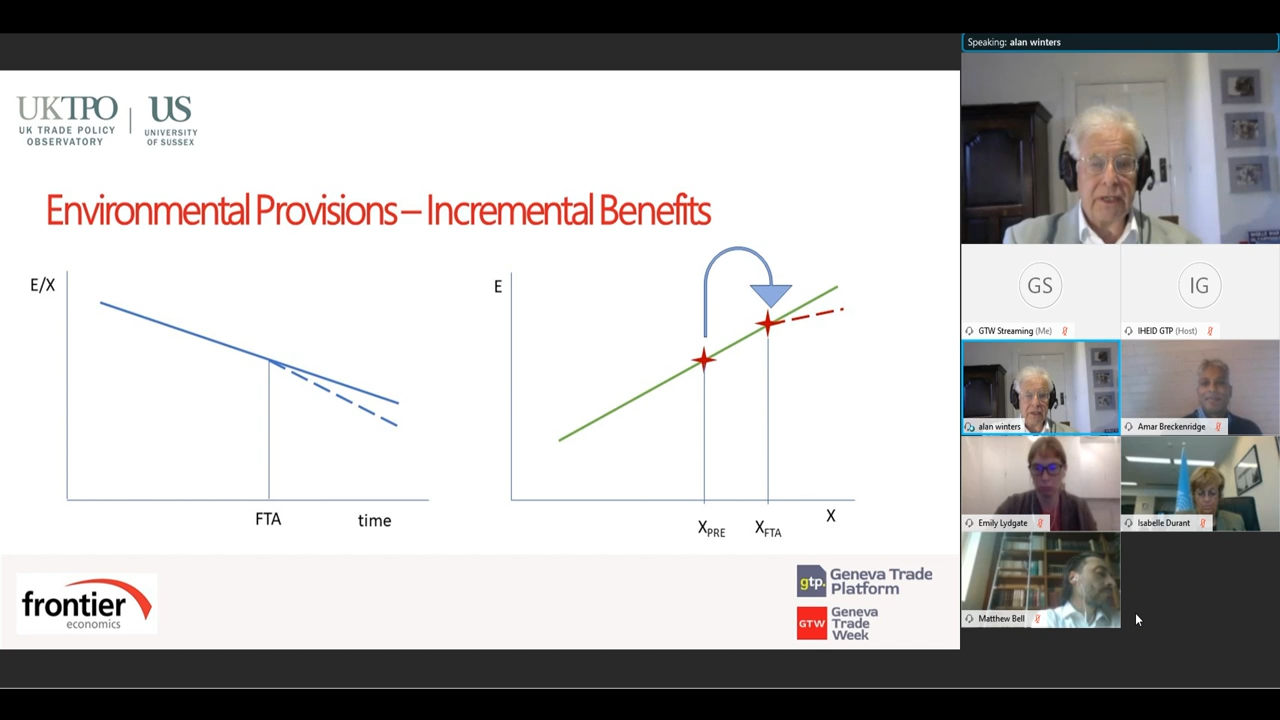 Speaking: alan winters
UKTPO
UK TRADE POLICY
OBSERVATORY
US
UNIVERSITY
OF SUSSEX
Environmental Provisions – Incremental Benefits
E/X
FTA
time
E
XPRE
XFTA
X
frontier
economics
gtp.
Geneva Trade
Platform
GTW
Geneva
Trade
Week
GS
GTW Streaming (Me)
IG
IHEID GTP (Host)
alan winters
Amar Breckenridge
Emily Lydgate
Isabelle Durant
Matthew Bell